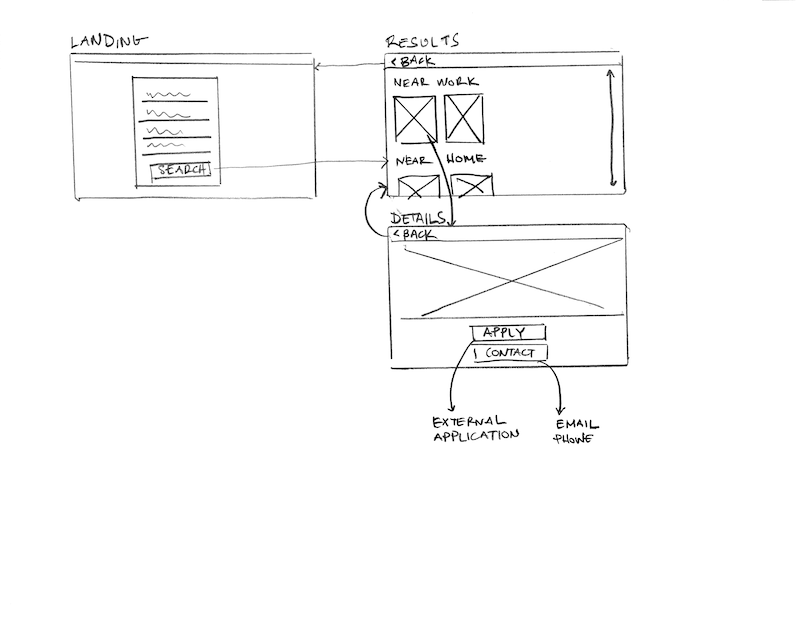 LANDING
SEARCH
RESULTS
< BACK
NEAR WORK
NEAR HOME
DETAILS
< BACK
APPLY
CONTACT
EXTERNAL
APPLICATION
EMAIL
PHONE